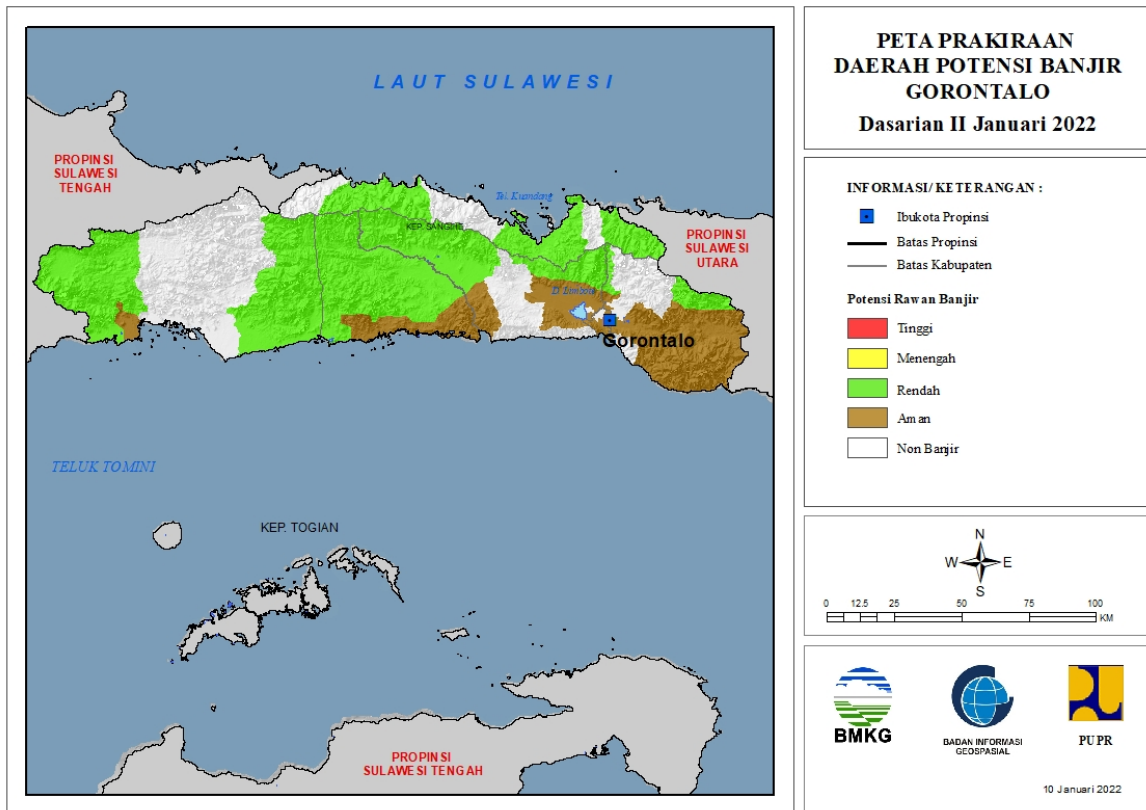 LAUT SULAWESI
PROPINSI
SULAWESI
TENGAH
Tel. Kuandang
KEP. SANGIHE
PROPINSI
SULAWESI
UTARA
D. Limboto
Gorontalo
TELUK TOMINI
KEP. TOGIAN
PROPINSI
SULAWESI TENGAH
PETA PRAKIRAAN
DAERAH POTENSI BANJIR
GORONTALO
Dasarian II Januari 2022
INFORMASI/ KETERANGAN :
Ibukota Propinsi
Batas Propinsi
Batas Kabupaten
Potensi Rawan Banjir
Tinggi
Menengah
Rendah
Aman
Non Banjir
N
W E
S
0 12.5 25 50 75 100
KM
BMKG
BADAN INFORMASI
GEOSPASIAL
PUPR
10 Januari 2022